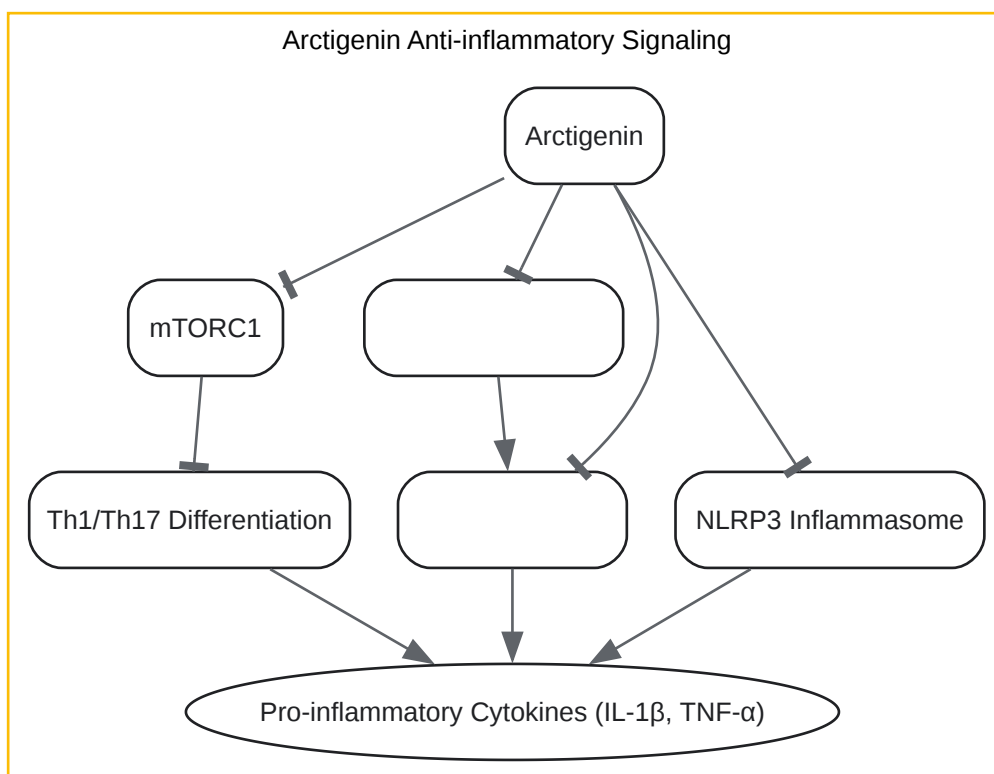 Arctigenin Anti-inflammatory Signaling
Arctigenin
mTORC1
Th1/Th17 Differentiation
NLRP3 Inflammasome
Pro-inflammatory Cytokines (IL-1β, TNF-α)